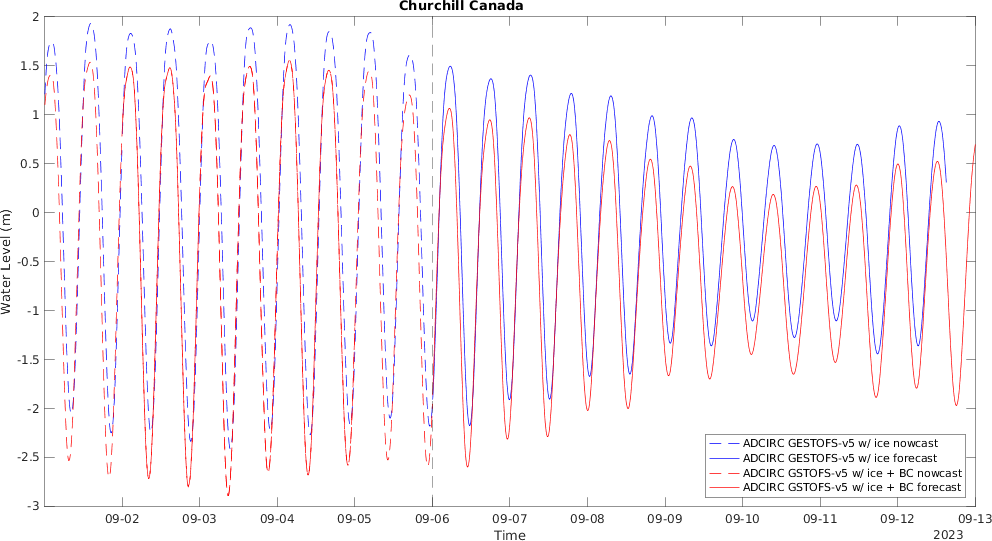 Churchill Canada
2
1.5
1
0.5
0
-0.5
-1
-1.5
-2
-2.5
-3
Water Level (m)
ADCIRC GESTOFS-v5 w/ ice nowcast
ADCIRC GESTOFS-v5 w/ ice forecast
ADCIRC GSTOFS-v5 w/ ice + BC nowcast
ADCIRC GSTOFS-v5 w/ ice + BC forecast
09-02 09-03 09-04 09-05 09-06 09-07 09-08 09-09 09-10 09-11 09-12 09-13
Time
2023